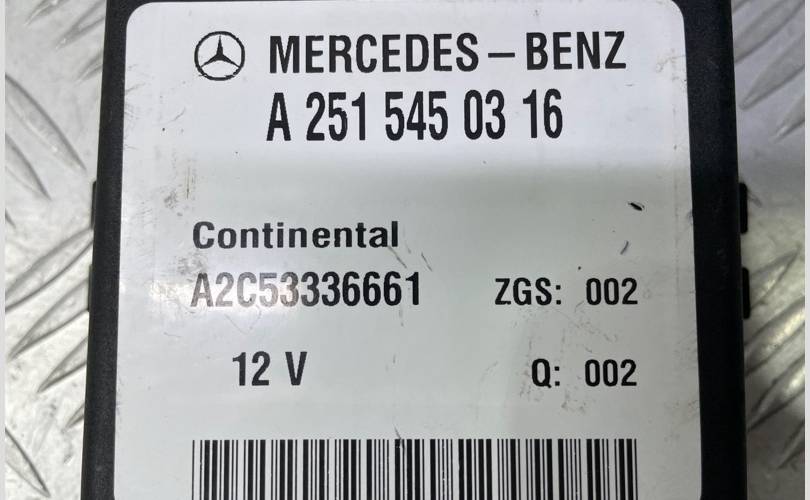 MERCEDES-BENZ
A 251 545 03 16
Continental
A2C53336661 ZGS: 002
12 V Q: 002